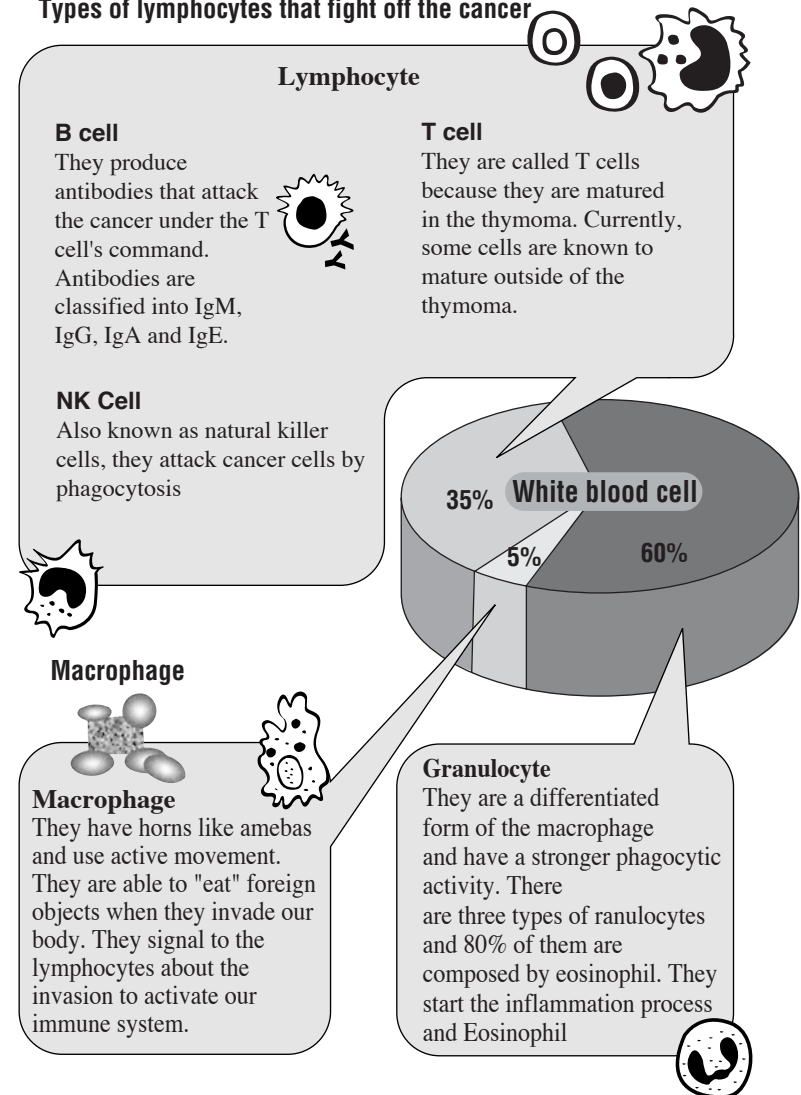 Types of lymphocytes that fight off the cancer
Lymphocyte
B cell
They produce
antibodies that attack
the cancer under the T
cell's command.
Antibodies are
classified into IgM,
IgG, IgA and IgE.
T cell
They are called T cells
because they are matured
in the thymoma. Currently,
some cells are known to
mature outside of the
thymoma.
NK Cell
Also known as natural killer
cells, they attack cancer cells by
phagocytosis
35%
White blood cell
5%
60%
Macrophage
Macrophage
They have horns like amebas
and use active movement.
They are able to "eat" foreign
objects when they invade our
body. They signal to the
lymphocytes about the
invasion to activate our
immune system.
Granulocyte
They are a differentiated
form of the macrophage
and have a stronger phagocytic
activity. There
are three types of ranulocytes
and 80% of them are
composed by eosinophil. They
start the inflammation process
and Eosinophil